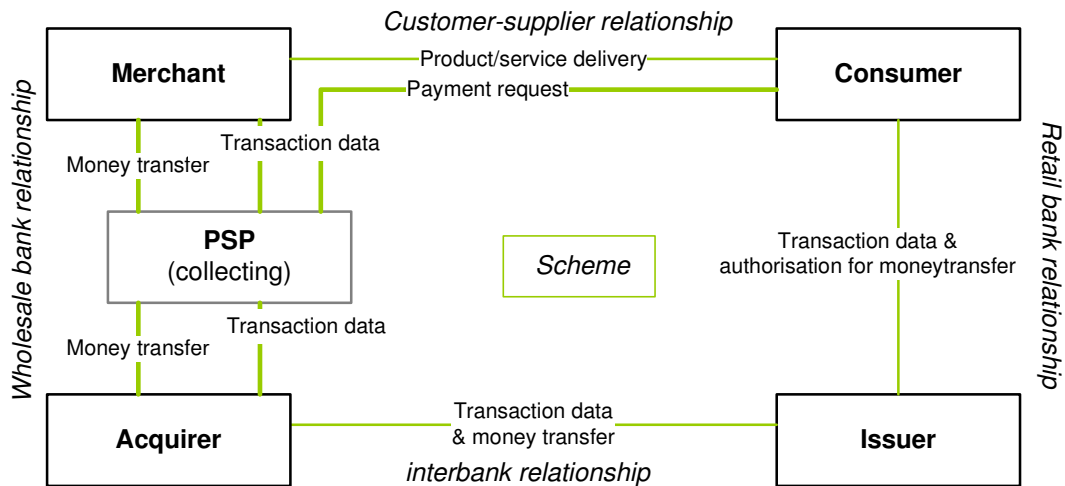 Customer-supplier relationship
Merchant
Product/service delivery
Consumer
Payment request
Wholesale bank relationship
Retail bank relationship
Transaction data
Money transfer
PSP
(collecting)
Scheme
Transaction data &
authorisation for moneytransfer
Transaction data
Money transfer
Acquirer
Transaction data
& money transfer
Issuer
interbank relationship